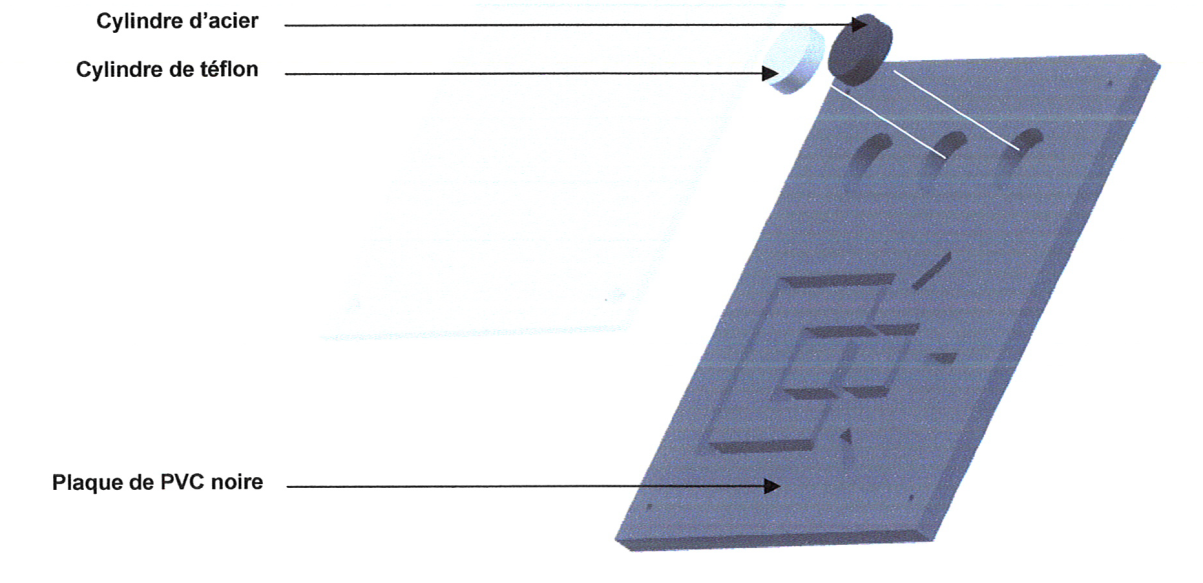 Cylindre d'acier
Cylindre de téflon
Plaque de PVC noire